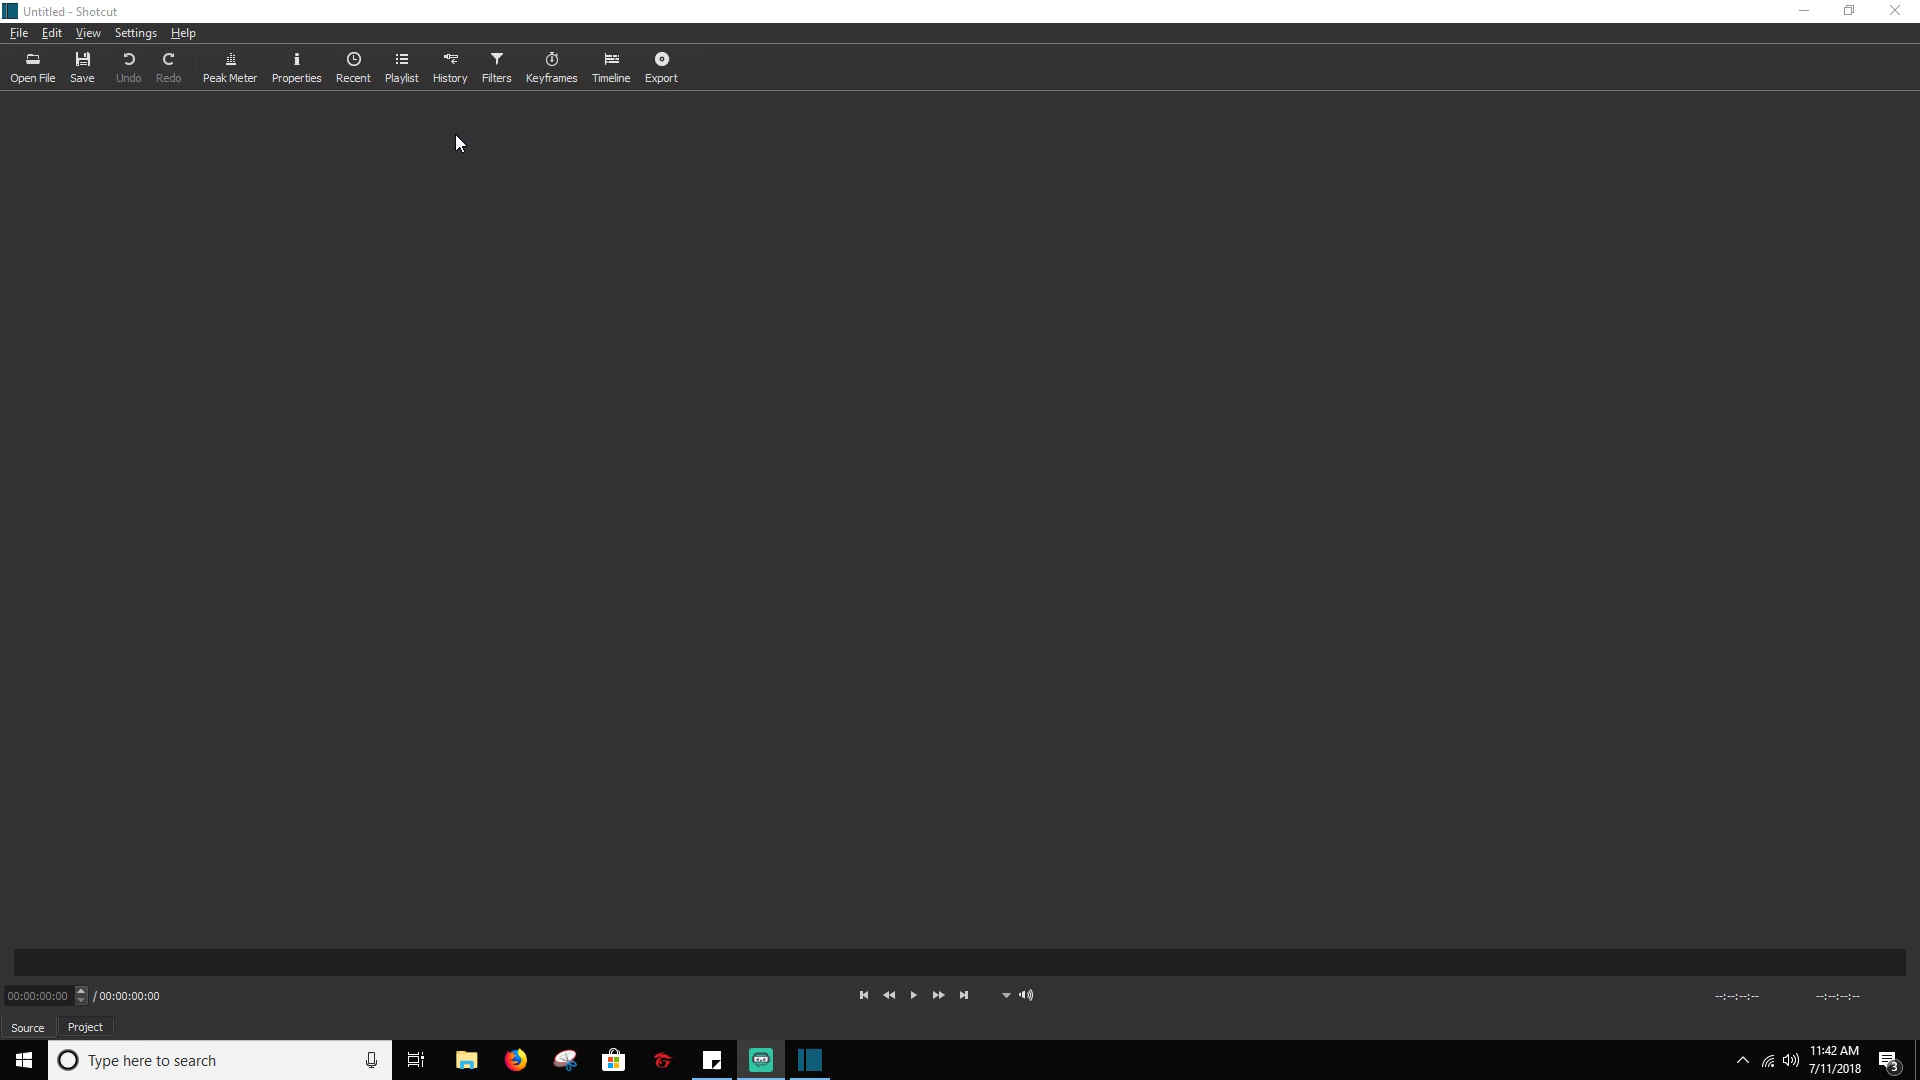 Untitled - Shotcut
File Edit View Settings Help
Open File Save Undo Redo Peak Meter Properties Recent Playlist History Filters Keyframes Timeline Export
00:00:00:00 / 00:00:00:00 --:--:--:-- --:--:--:--
Source Project
Type here to search
11:42 AM
7/11/2018
3